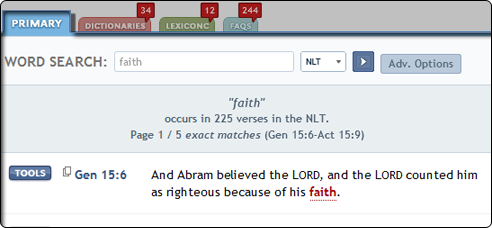 34 12 244
PRIMARY DICTIONARIES LEXICONC FAQS
WORD SEARCH: faith NLT Adv. Options
"faith"
occurs in 225 verses in the NLT.
Page 1 / 5 exact matches (Gen 15:6-Act 15:9)
TOOLS Gen 15:6 And Abram believed the LORD, and the LORD counted him
as righteous because of his faith.